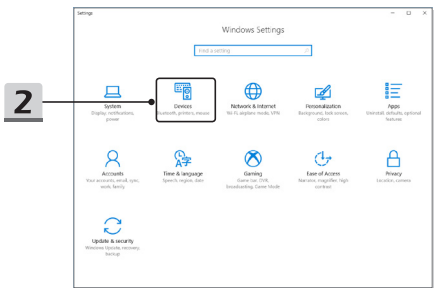 Settings
Windows Settings
Find a setting
2
System
Display, notifications,
power
Devices
Bluetooth, printers, mouse
Network & Internet
Wi-Fi, airplane mode, VPN
Personalization
Background, lock screen,
colors
Apps
Uninstall, defaults, optional
features
Accounts
Your accounts, email, sync,
work, family
Time & language
Speech, region, date
Gaming
Game bar, DVR,
broadcasting, Game Mode
Ease of Access
Narrator, magnifier, high
contrast
Privacy
Location, camera
Update & security
Windows Update, recovery,
backup